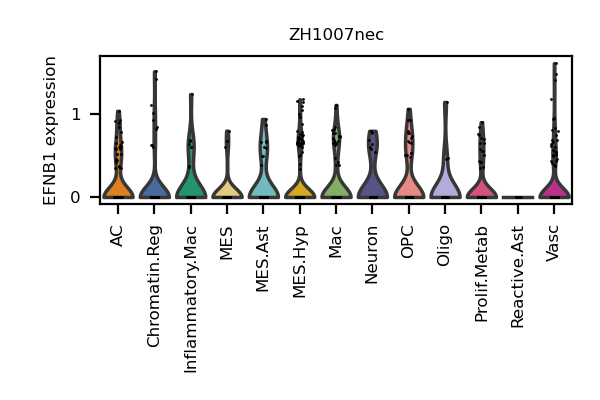 ZH1007nec
EFNB1 expression
1
0
AC
Chromatin.Reg
Inflammatory.Mac
MES
MES.Ast
MES.Hyp
Mac
Neuron
OPC
Oligo
Prolif.Metab
Reactive.Ast
Vasc